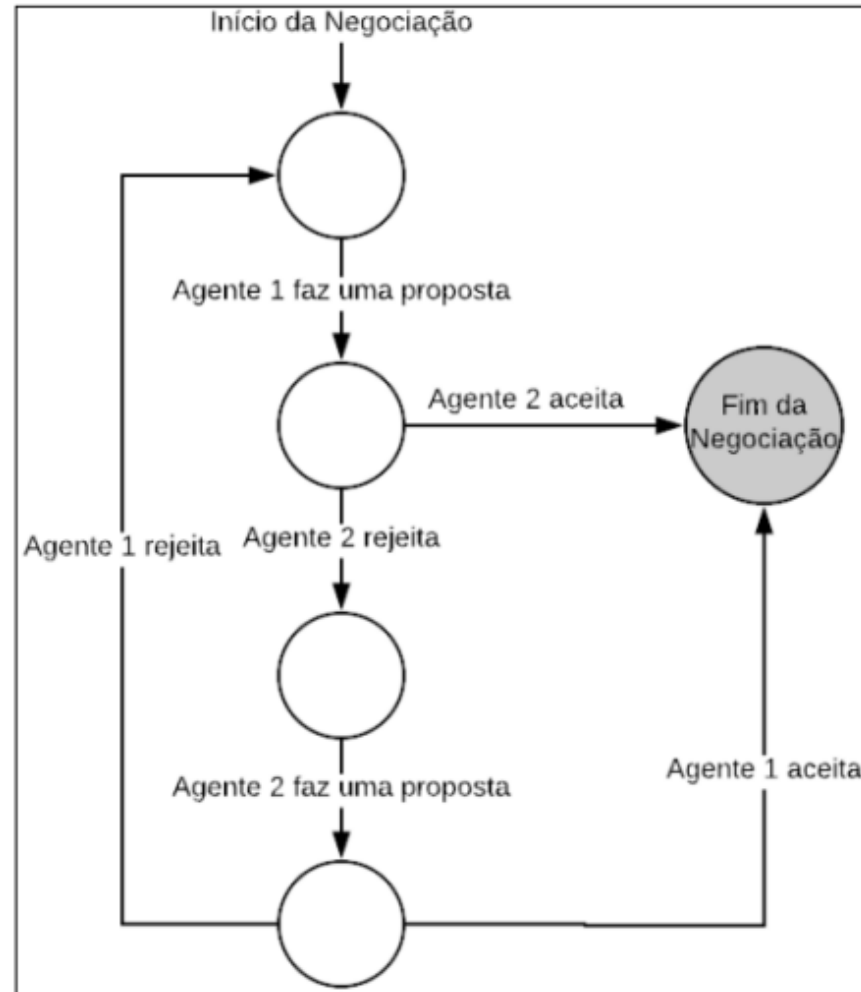 Início da Negociação
Agente 1 faz uma proposta
Agente 2 aceita
Fim da
Negociação
Agente 1 rejeita
Agente 2 rejeita
Agente 2 faz uma proposta
Agente 1 aceita